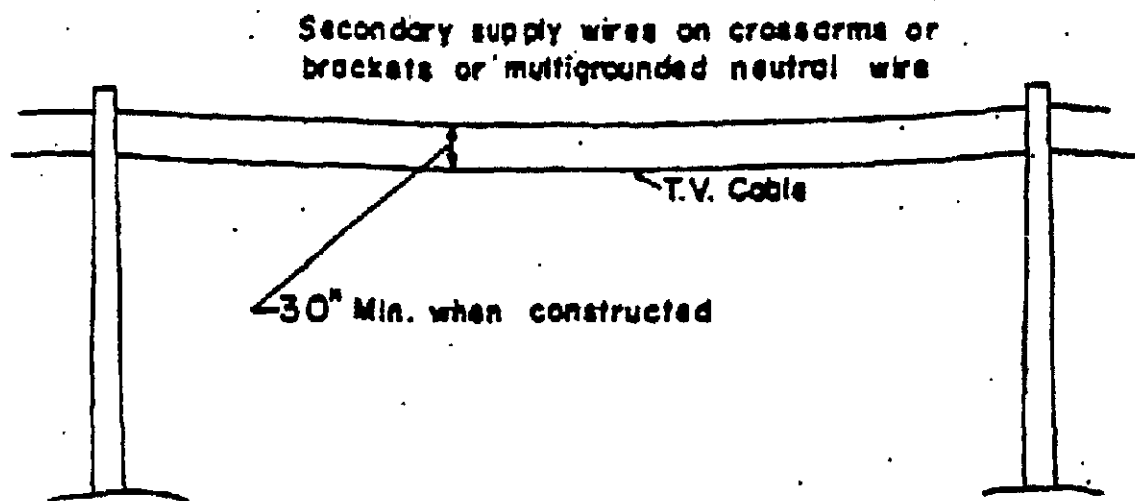 Secondary supply wires on crossarms or
brackets or multigrounded neutral wire
T.V. Cable
30" Min. when constructed